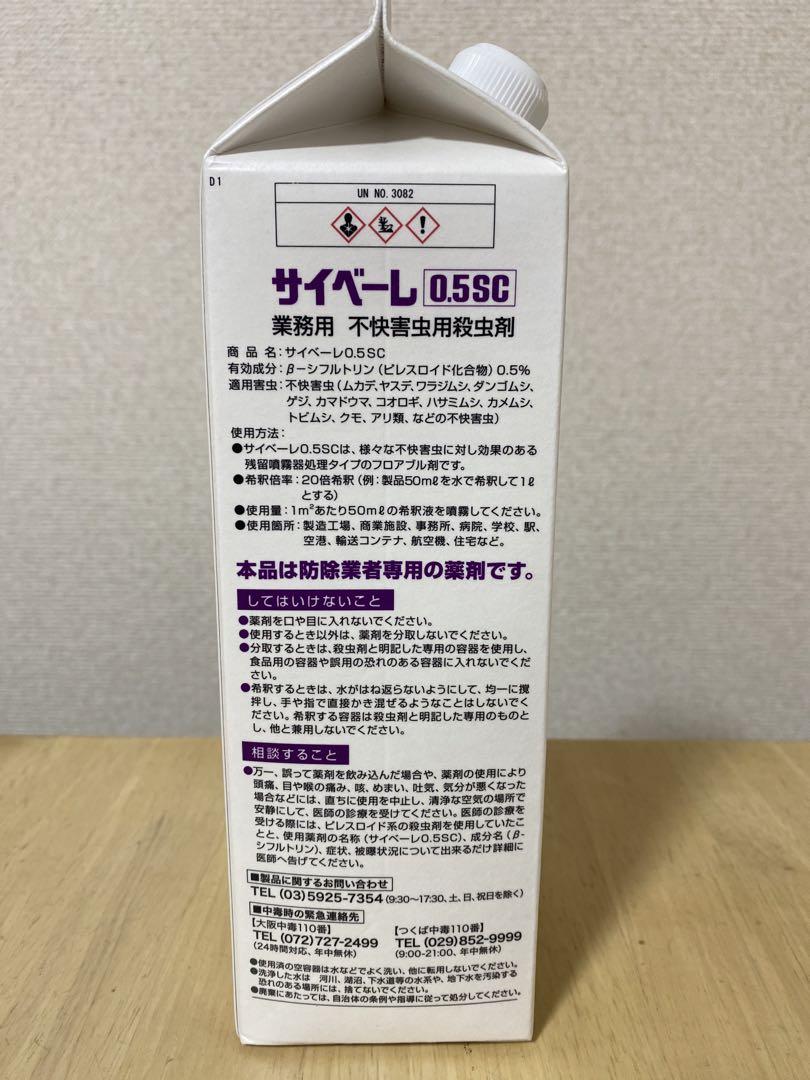 D1
UN NO. 3082
サイベーレ 0.5SC
業務用 不快害虫用殺虫剤
商品名:サイベーレ0.5SC
有効成分:β-シフルトリン(ピレスロイド化合物)0.5%
適用害虫:不快害虫(ムカデ、ヤスデ、ワラジムシ、ダンゴムシ、
ゲジ、カマドウマ、コオロギ、ハサミムシ、カメムシ、
トビムシ、クモ、アリ類、などの不快害虫)
使用方法:
●サイベーレ0.5SCは、様々な不快害虫に対し効果のある
残留噴霧器処理タイプのフロアブル剤です。
●希釈倍率:20倍希釈(例:製品50mℓを水で希釈して1ℓ
とする)
●使用量:1m²あたり50mℓの希釈液を噴霧してください。
●使用箇所:製造工場、商業施設、事務所、病院、学校、駅、
空港、輸送コンテナ、航空機、住宅など。
本品は防除業者専用の薬剤です。
してはいけないこと
●薬剤を口や目に入れないでください。
●使用するとき以外は、薬剤を分取しないでください。
●分取するときは、殺虫剤と明記した専用の容器を使用し、
食品用の容器や誤用の恐れのある容器に入れないでくだ
さい。
●希釈するときは、水がはね返らないようにして、均一に撹
拌し、手や指で直接かき混ぜるようなことはしないでく
ださい。希釈する容器は殺虫剤と明記した専用のものと
し、他と兼用しないでください。
相談すること
●万一、誤って薬剤を飲み込んだ場合や、薬剤の使用により
頭痛、目や喉の痛み、咳、めまい、吐気、気分が悪くなった
場合などには、直ちに使用を中止し、清浄な空気の場所で
安静にして、医師の診療を受けてください。医師の診療を
受ける際には、ピレスロイド系の殺虫剤を使用していたこ
とと、使用薬剤の名称(サイベーレ0.5SC)、成分名(β-
シフルトリン)、症状、被曝状況について出来るだけ詳細に
医師へ告げてください。
■製品に関するお問い合わせ
TEL(03)5925-7354(9:30~17:30、土、日、祝日を除く)
■中毒時の緊急連絡先
【大阪中毒110番】 【つくば中毒110番】
TEL(072)727-2499 TEL(029)852-9999
(24時間対応、年中無休) (9:00-21:00、年中無休)
●使用済の空容器は水などでよく洗い、他に転用しないでください。
●洗浄した水は 河川、湖沼、下水道等の水系や、地下水を汚染する
恐れのある場所には、捨てないでください。
●廃棄にあたっては、自治体の条例や指導に従って処分してください。